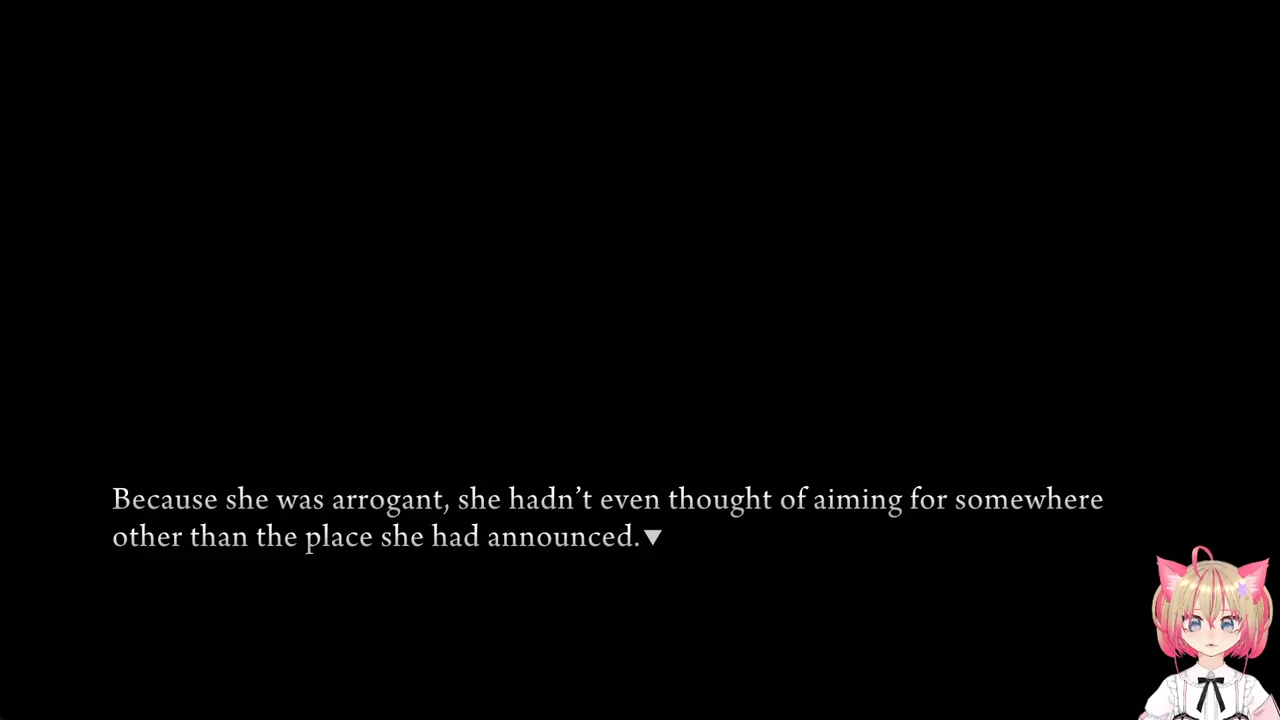 Because she was arrogant, she hadn't even thought of aiming for somewhere
other than the place she had announced.▼